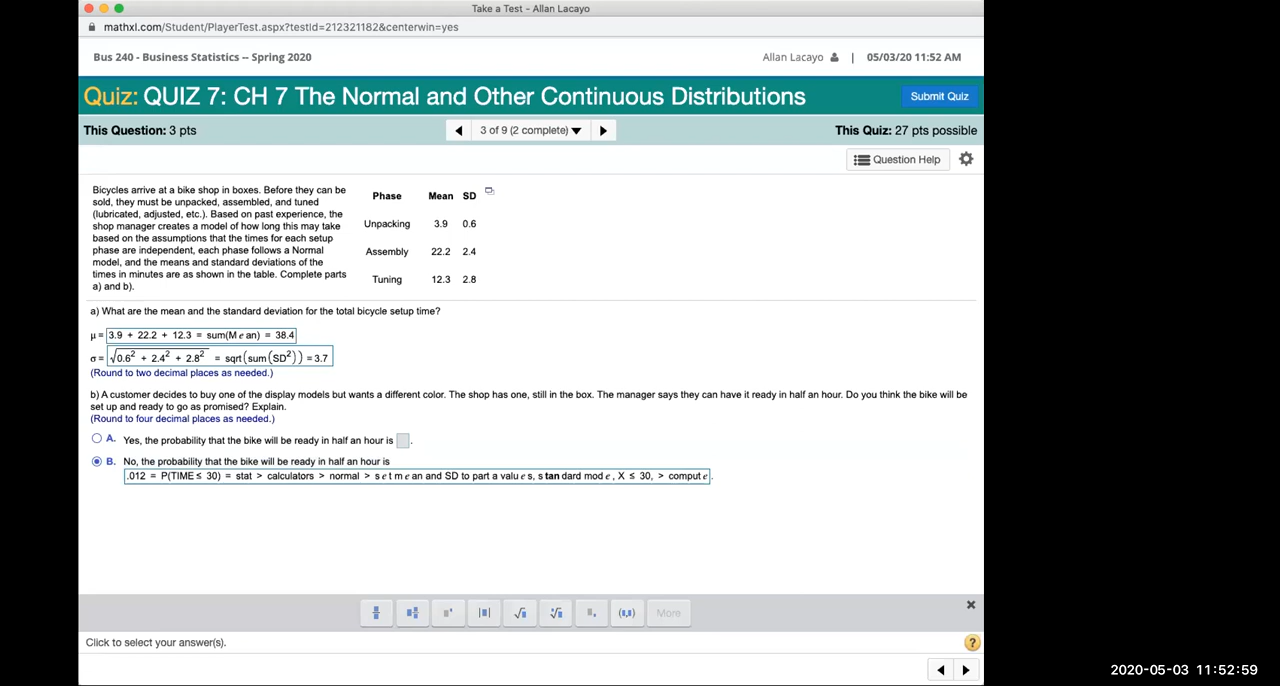 Take a Test - Allan Lacayo
mathxl.com/Student/PlayerTest.aspx?testId=212321182&centerwin=yes
Bus 240 - Business Statistics -- Spring 2020
Allan Lacayo | 05/03/20 11:52 AM
Quiz: QUIZ 7: CH 7 The Normal and Other Continuous Distributions
Submit Quiz
This Question: 3 pts
3 of 9 (2 complete)
This Quiz: 27 pts possible
Question Help
Bicycles arrive at a bike shop in boxes. Before they can be
sold, they must be unpacked, assembled, and tuned
(lubricated, adjusted, etc.). Based on past experience, the
shop manager creates a model of how long this may take
based on the assumptions that the times for each setup
phase are independent, each phase follows a Normal
model, and the means and standard deviations of the
times in minutes are as shown in the table. Complete parts
a) and b).
Phase Mean SD
Unpacking 3.9 0.6
Assembly 22.2 2.4
Tuning 12.3 2.8
a) What are the mean and the standard deviation for the total bicycle setup time?
μ = 3.9 + 22.2 + 12.3 = sum(M e an) = 38.4
σ = √0.6² + 2.4² + 2.8² = sqrt(sum(SD²)) = 3.7
(Round to two decimal places as needed.)
b) A customer decides to buy one of the display models but wants a different color. The shop has one, still in the box. The manager says they can have it ready in half an hour. Do you think the bike will be
set up and ready to go as promised? Explain.
(Round to four decimal places as needed.)
A. Yes, the probability that the bike will be ready in half an hour is .
B. No, the probability that the bike will be ready in half an hour is
.012 = P(TIME ≤ 30) = stat > calculators > normal > s e t m e an and SD to part a valu e s, s tan dard mod e , X ≤ 30, > comput e .
More
Click to select your answer(s).
?
2020-05-03 11:52:59